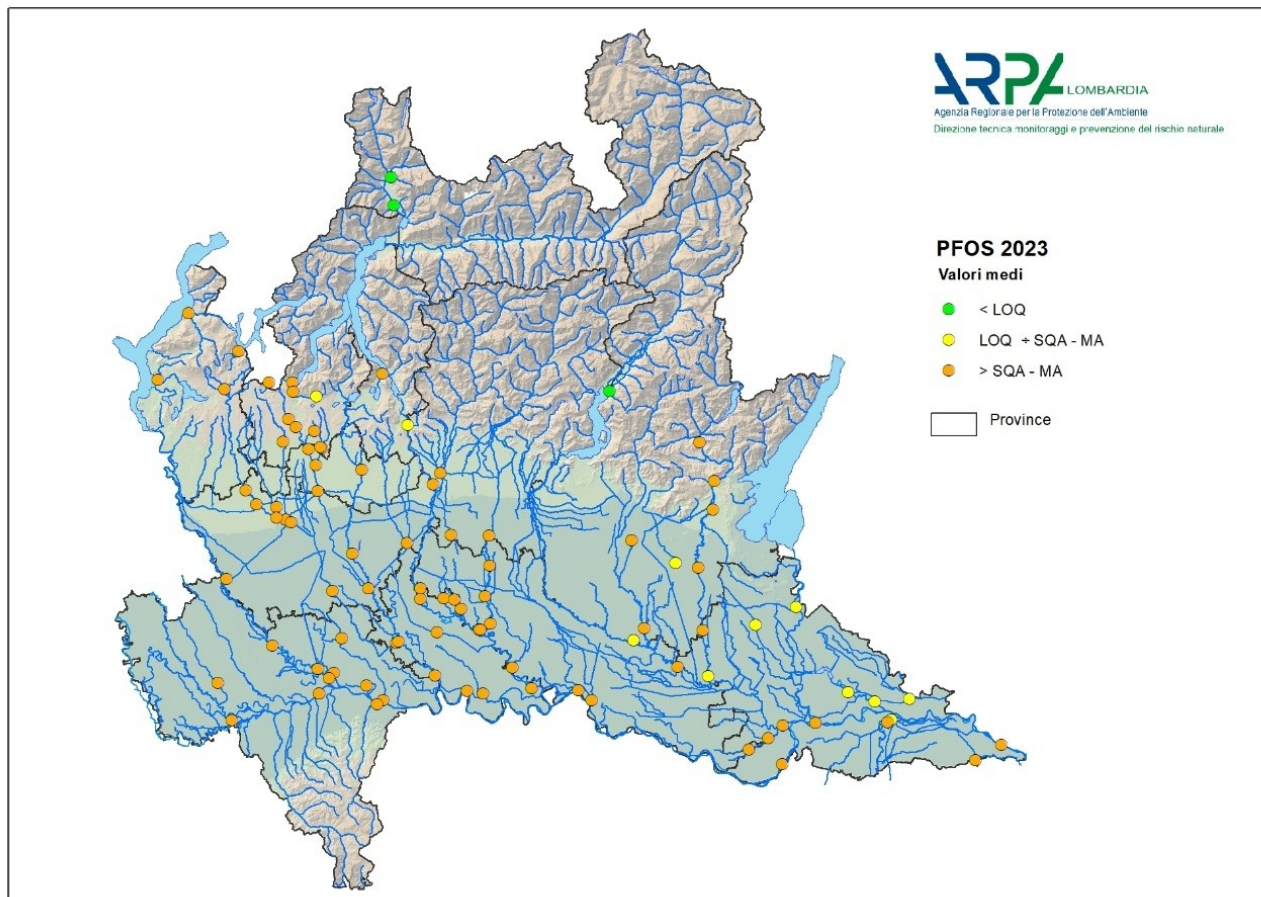 ARPA LOMBARDIA
Agenzia Regionale per la Protezione dell'Ambiente
Direzione tecnica monitoraggi e prevenzione del rischio naturale
PFOS 2023
Valori medi
< LOQ
LOQ ÷ SQA - MA
> SQA - MA
Province